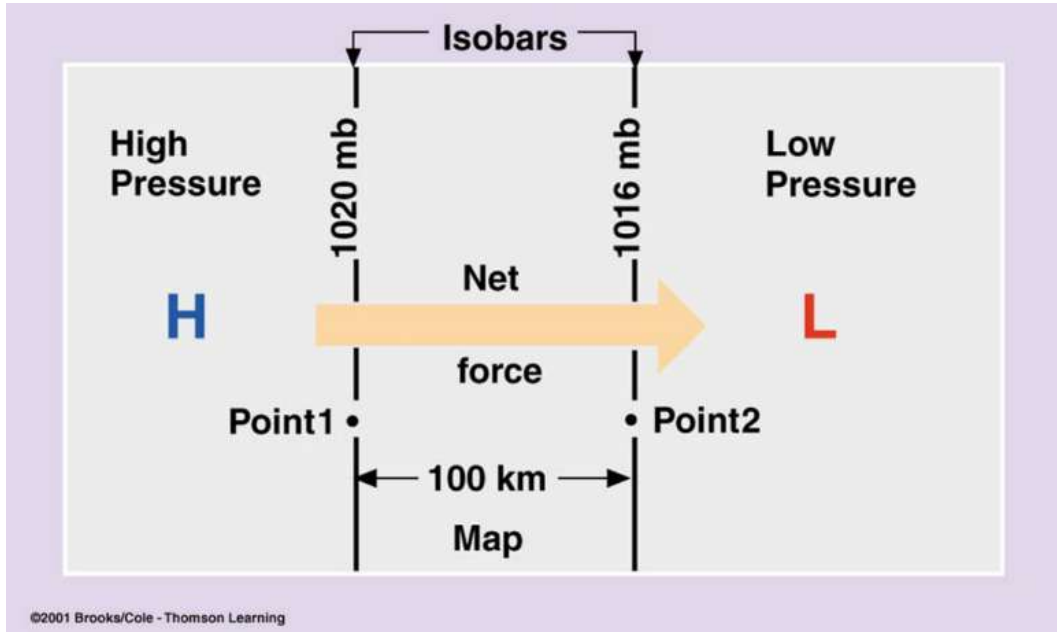 Isobars
High
Pressure
1020 mb
1016 mb
Low
Pressure
H
Net
force
L
Point1
Point2
100 km
Map
©2001 Brooks/Cole - Thomson Learning